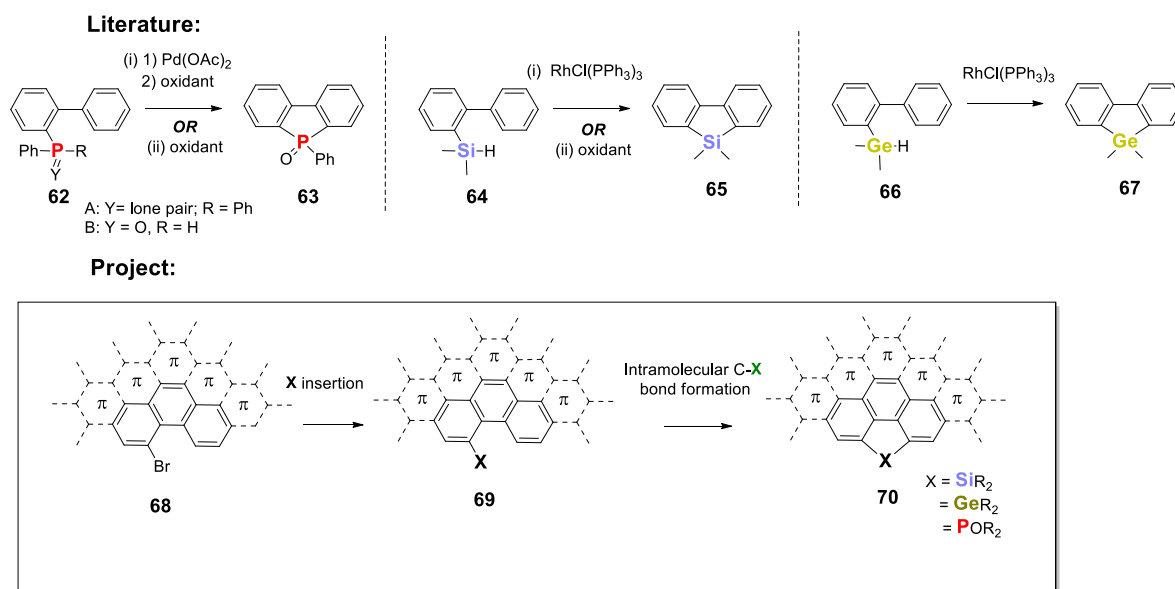 Literature:
(i) 1) Pd(OAc)2
2) oxidant
OR
(ii) oxidant
Ph
P
R
Y
62
P
O
Ph
63
A: Y= lone pair; R = Ph
B: Y = O, R = H
(i) RhCl(PPh3)3
OR
(ii) oxidant
Si
H
64
Si
65
RhCl(PPh3)3
Ge
H
66
Ge
67
Project:
π
π π
π π
Br
68
X insertion
π
π π
π π
X
69
Intramolecular C-X
bond formation
π
π π
π π
X
70
X = SiR2
= GeR2
= POR2